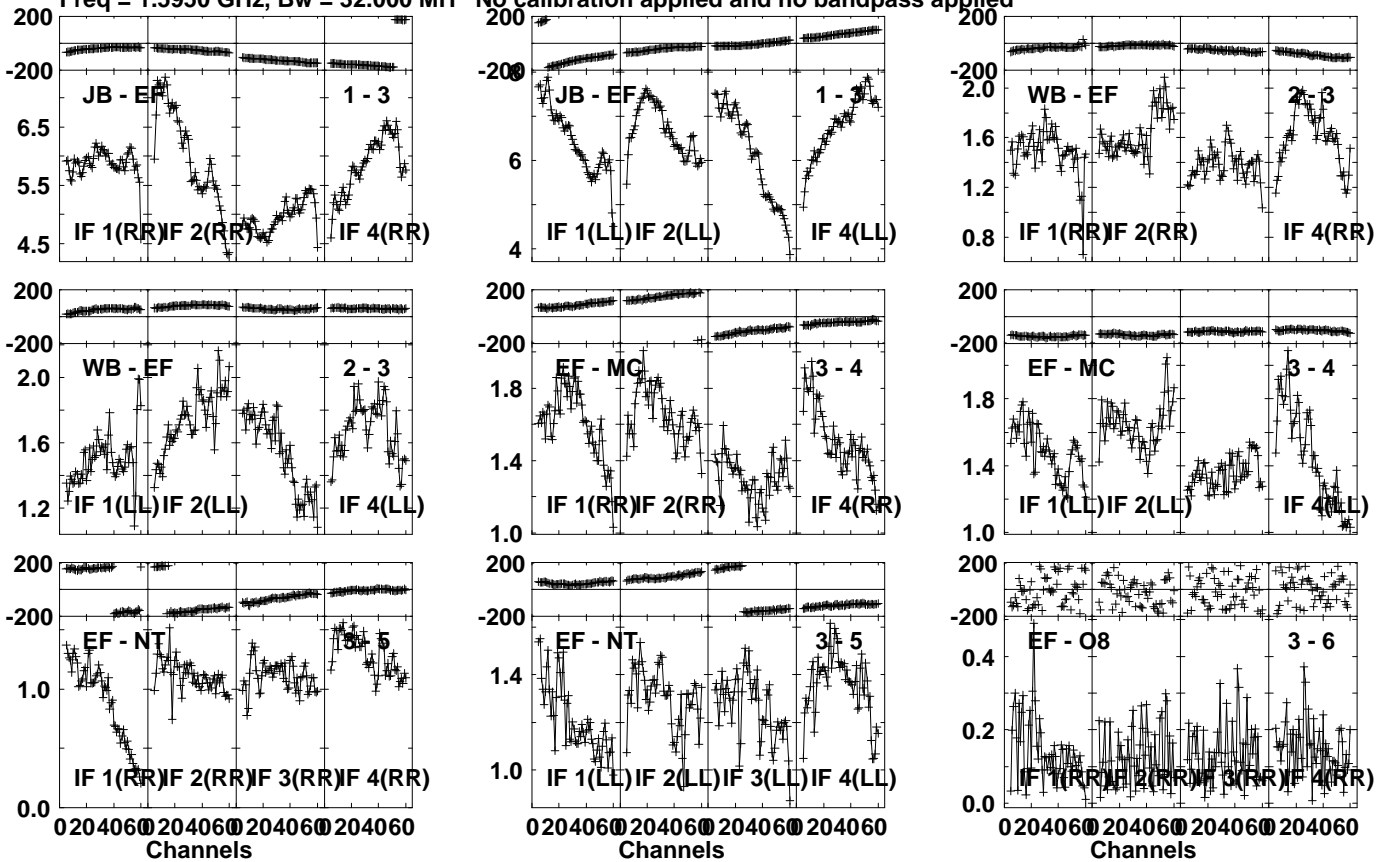 Freq = 1.5950 GHz, Bw = 32.000 MH No calibration applied and no bandpass applied
200
-200
JB - EF 1 - 3
6.5
5.5
4.5
IF 1(RR) IF 2(RR) IF 4(RR)
200
-200
8
JB - EF 1 - 3
6
4
IF 1(LL) IF 2(LL) IF 4(LL)
200
-200
2.0
WB - EF 2 - 3
1.6
1.2
0.8
IF 1(RR) IF 2(RR) IF 4(RR)
200
-200
WB - EF 2 - 3
2.0
1.6
1.2
IF 1(LL) IF 2(LL) IF 4(LL)
200
-200
EF - MC 3 - 4
1.8
1.4
1.0
IF 1(RR) IF 2(RR) IF 4(RR)
200
-200
EF - MC 3 - 4
1.8
1.4
1.0
IF 1(LL) IF 2(LL) IF 4(LL)
200
-200
EF - NT 3 - 5
1.0
0.0
IF 1(RR) IF 2(RR) IF 3(RR) IF 4(RR)
0 20 40 60 0 20 40 60 0 20 40 60 0 20 40 60
Channels
200
-200
EF - NT 3 - 5
1.4
1.0
IF 1(LL) IF 2(LL) IF 3(LL) IF 4(LL)
0 20 40 60 0 20 40 60 0 20 40 60 0 20 40 60
Channels
200
-200
EF - O8 3 - 6
0.4
0.2
0.0
IF 1(RR) IF 2(RR) IF 3(RR) IF 4(RR)
0 20 40 60 0 20 40 60 0 20 40 60 0 20 40 60
Channels